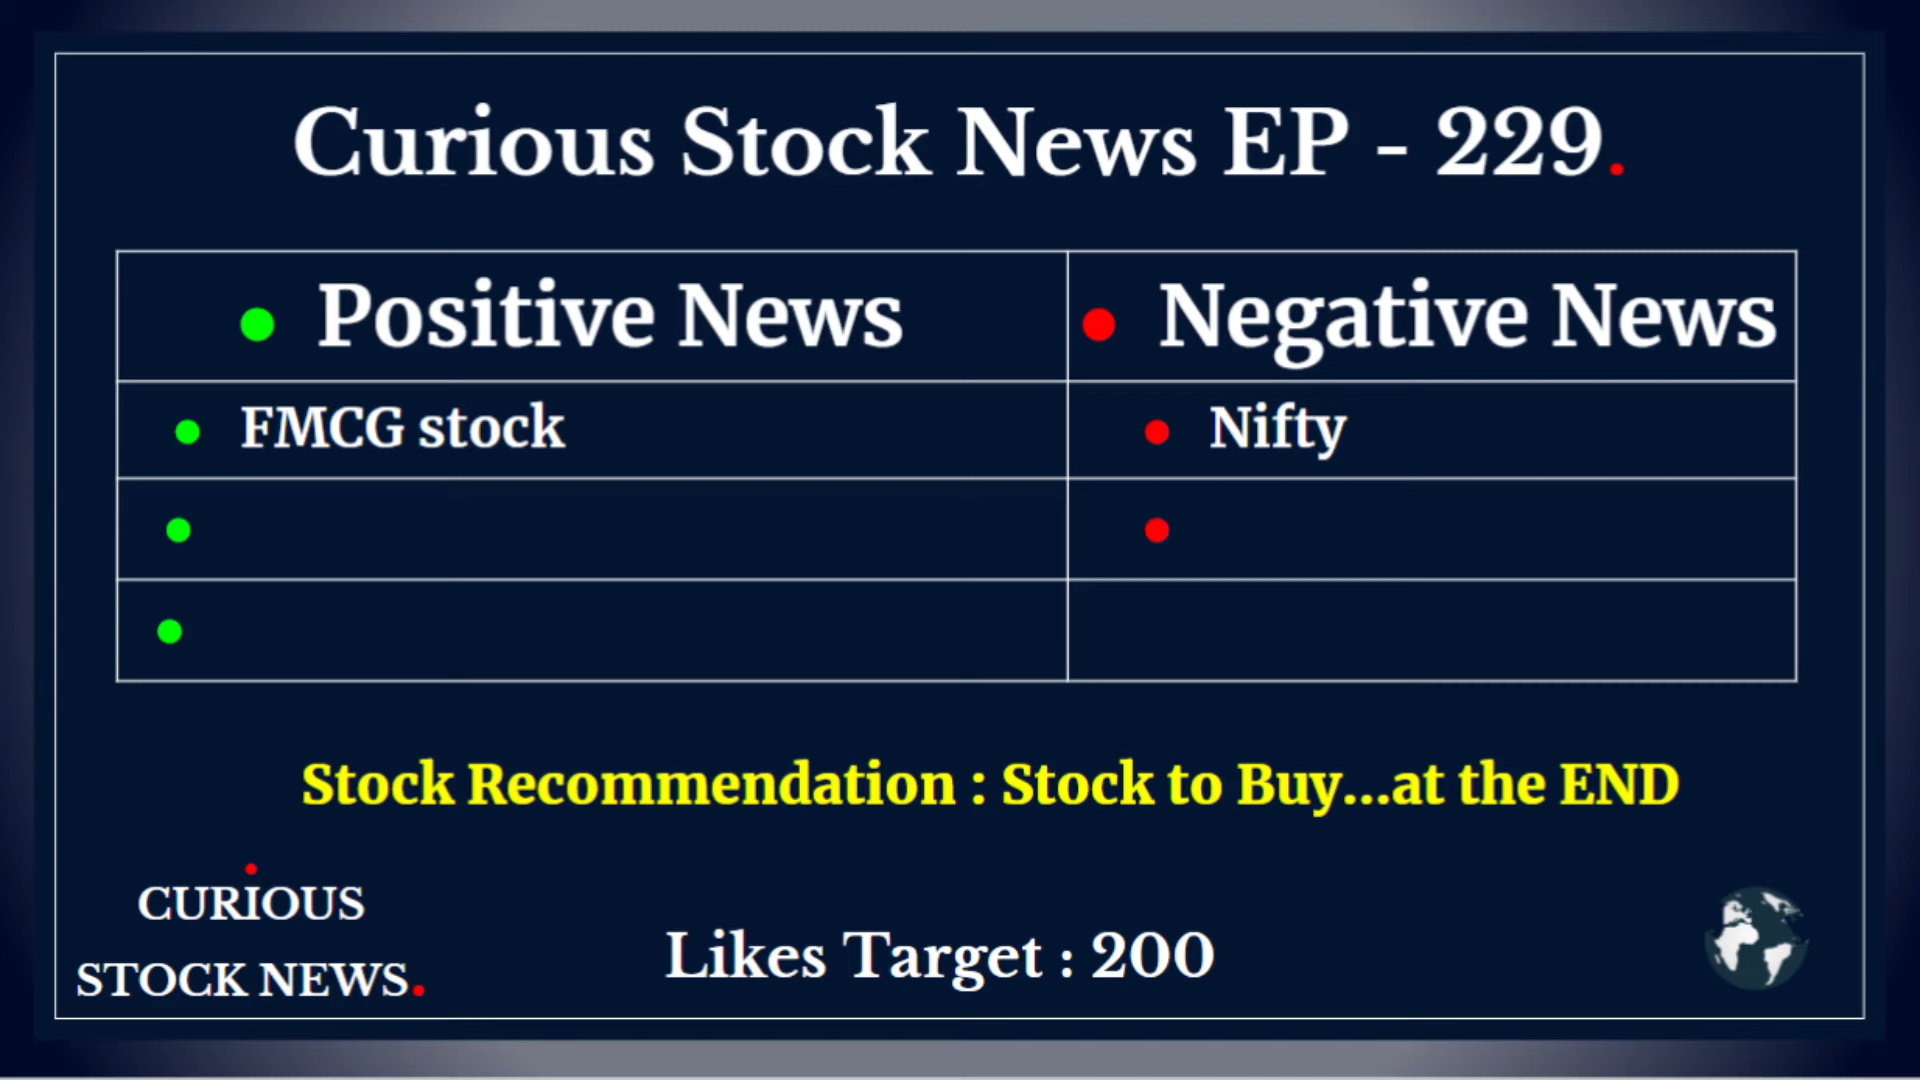 Curious Stock News EP - 229.
Positive News
Negative News
FMCG stock
Nifty
Stock Recommendation : Stock to Buy...at the END
CURIOUS
STOCK NEWS.
Likes Target : 200